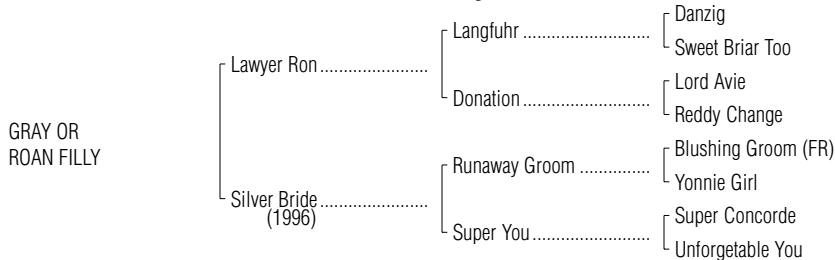 Danzig
Langfuhr ...........................
Sweet Briar Too
Lawyer Ron.......................
Lord Avie
Donation ...........................
Reddy Change
GRAY OR
ROAN FILLY
Blushing Groom (FR)
Runaway Groom ...............
Yonnie Girl
Silver Bride.......................
(1996)
Super Concorde
Super You.........................
Unforgetable You